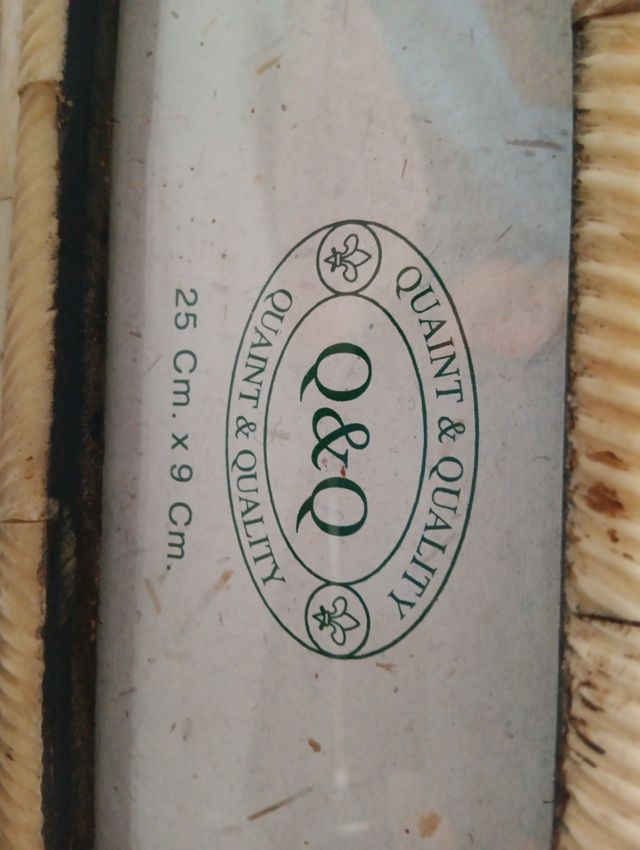 QUAINT & QUALITY
Q&Q
QUAINT & QUALITY
25 Cm. x 9 Cm.